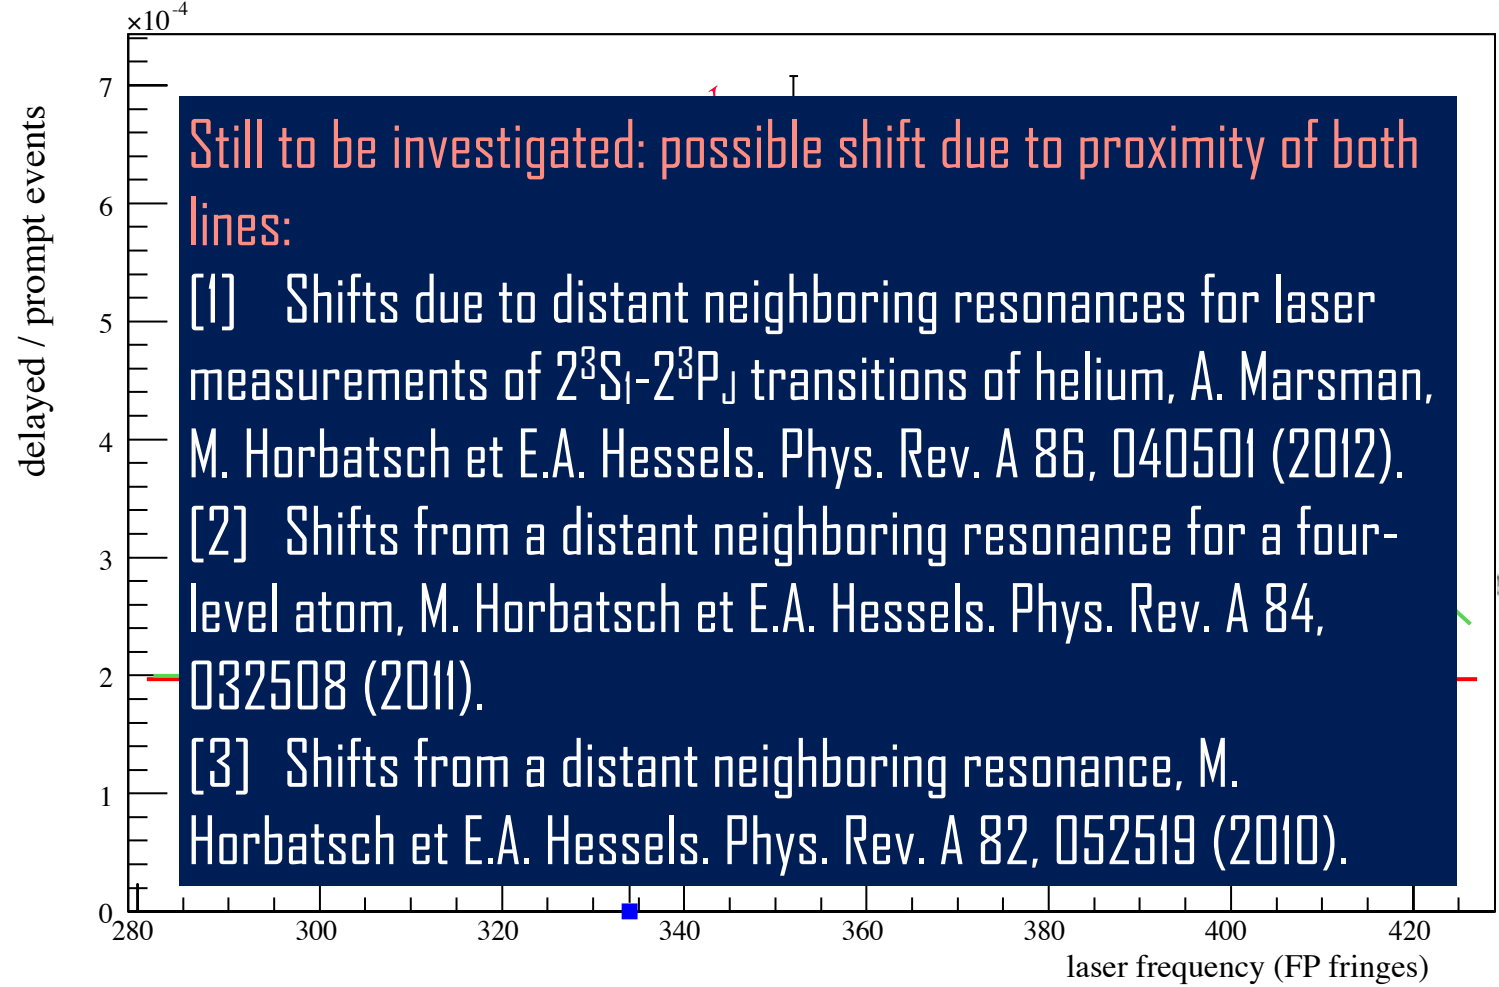 ×10⁻⁴
delayed / prompt events
7
6
5
4
3
2
1
0
Still to be investigated: possible shift due to proximity of both
lines:
[1] Shifts due to distant neighboring resonances for laser
measurements of 2³S₁-2³P_J transitions of helium, A. Marsman,
M. Horbatsch et E.A. Hessels. Phys. Rev. A 86, 040501 (2012).
[2] Shifts from a distant neighboring resonance for a four-
level atom, M. Horbatsch et E.A. Hessels. Phys. Rev. A 84,
032508 (2011).
[3] Shifts from a distant neighboring resonance, M.
Horbatsch et E.A. Hessels. Phys. Rev. A 82, 052519 (2010).
280 300 320 340 360 380 400 420
laser frequency (FP fringes)